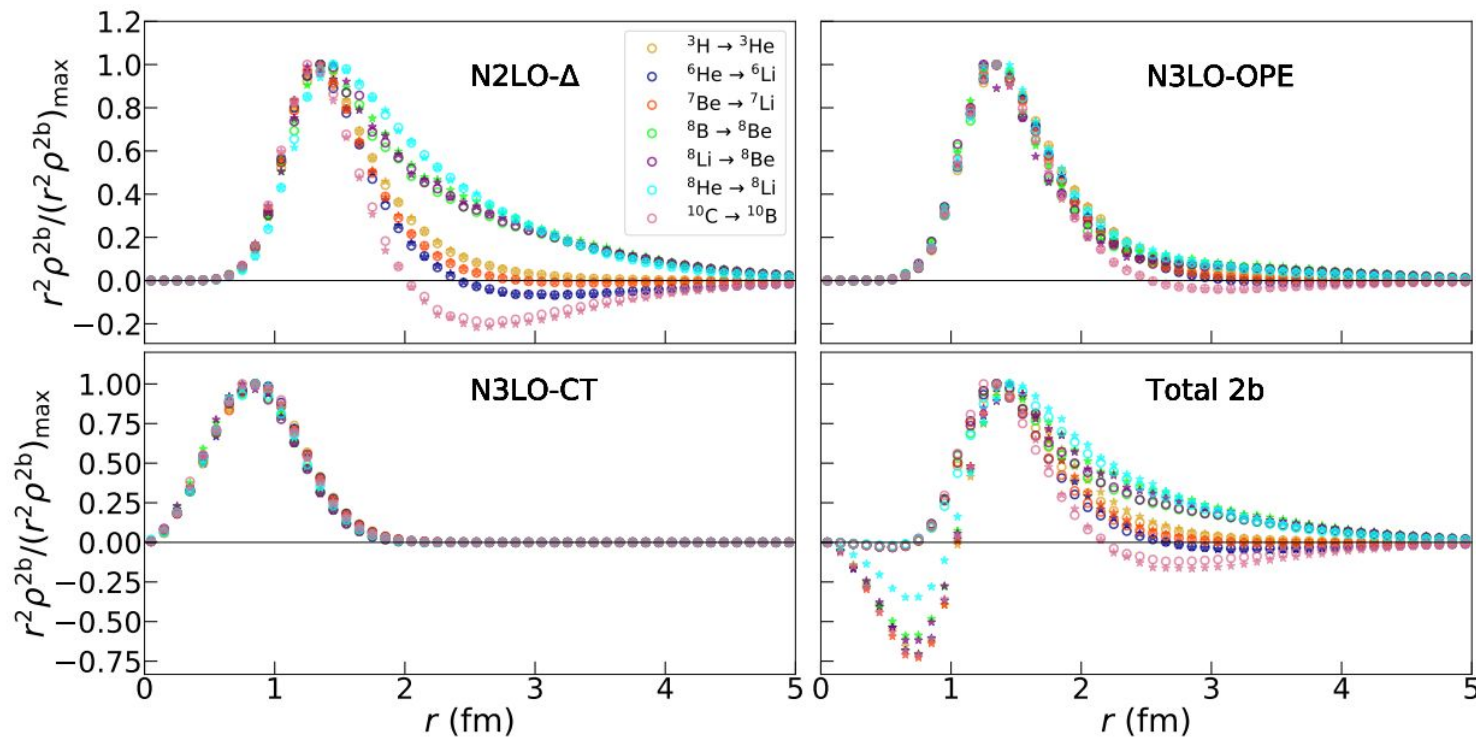 1.2
1.0
0.8
0.6
0.4
0.2
0.0
−0.2
r²ρ²ᵇ/(r²ρ²ᵇ)max
N2LO-Δ
³H → ³He
⁶He → ⁶Li
⁷Be → ⁷Li
⁸B → ⁸Be
⁸Li → ⁸Be
⁸He → ⁸Li
¹⁰C → ¹⁰B
N3LO-OPE
1.00
0.75
0.50
0.25
0.00
−0.25
−0.50
−0.75
r²ρ²ᵇ/(r²ρ²ᵇ)max
N3LO-CT
Total 2b
0 1 2 3 4 5
0 1 2 3 4 5
r (fm)
r (fm)